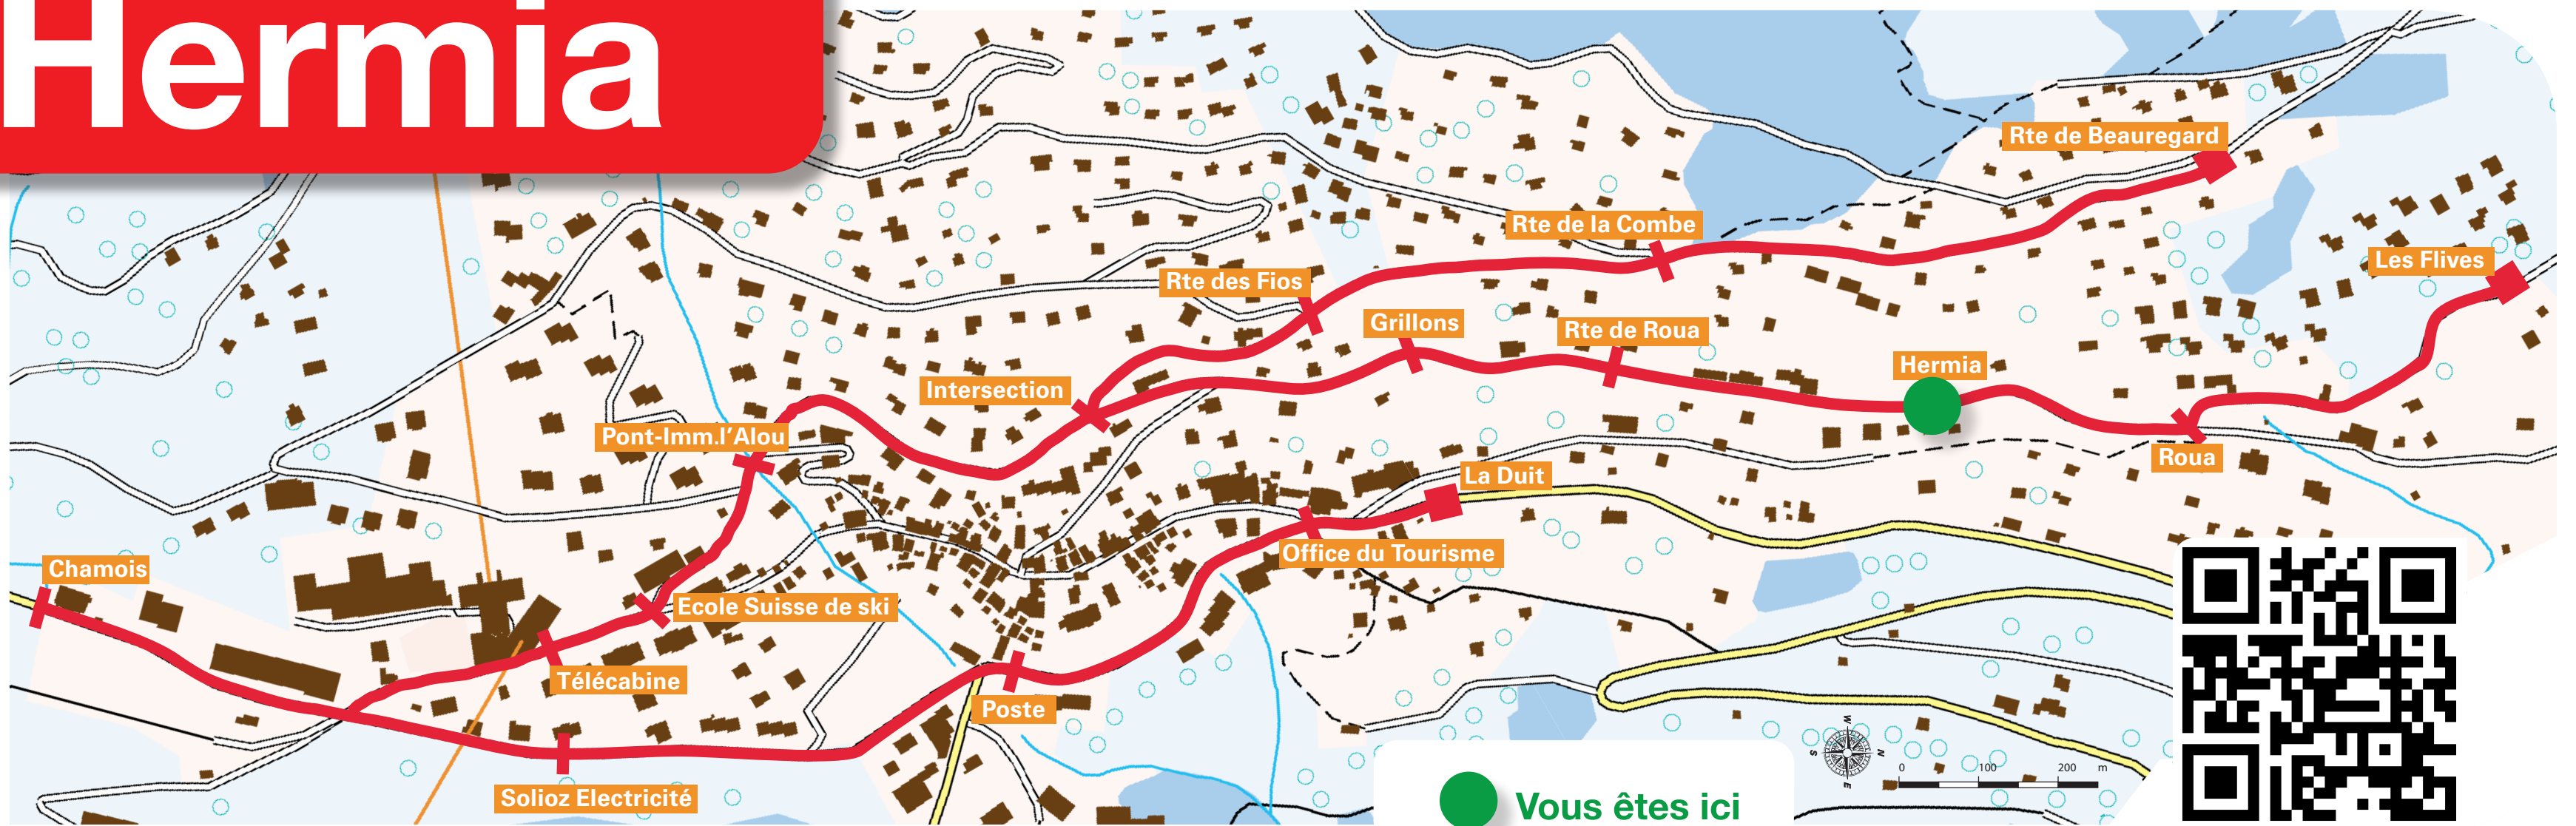 Hermia
Rte de Beauregard
Rte de la Combe
Les Flives
Rte des Fios
Grillons
Rte de Roua
Hermia
Intersection
Pont-Imm.l'Alou
Roua
La Duit
Office du Tourisme
Chamois
Ecole Suisse de ski
Télécabine
Poste
Solioz Electricité
Vous êtes ici
W
N
S
E
0 100 200 m